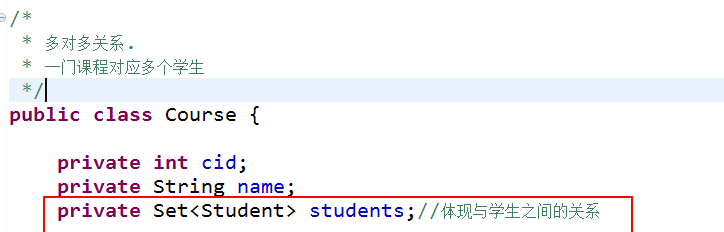 /*
* 多对多关系.
* 一门课程对应多个学生
*/
public class Course {
private int cid;
private String name;
private Set<Student> students;//体现与学生之间的关系